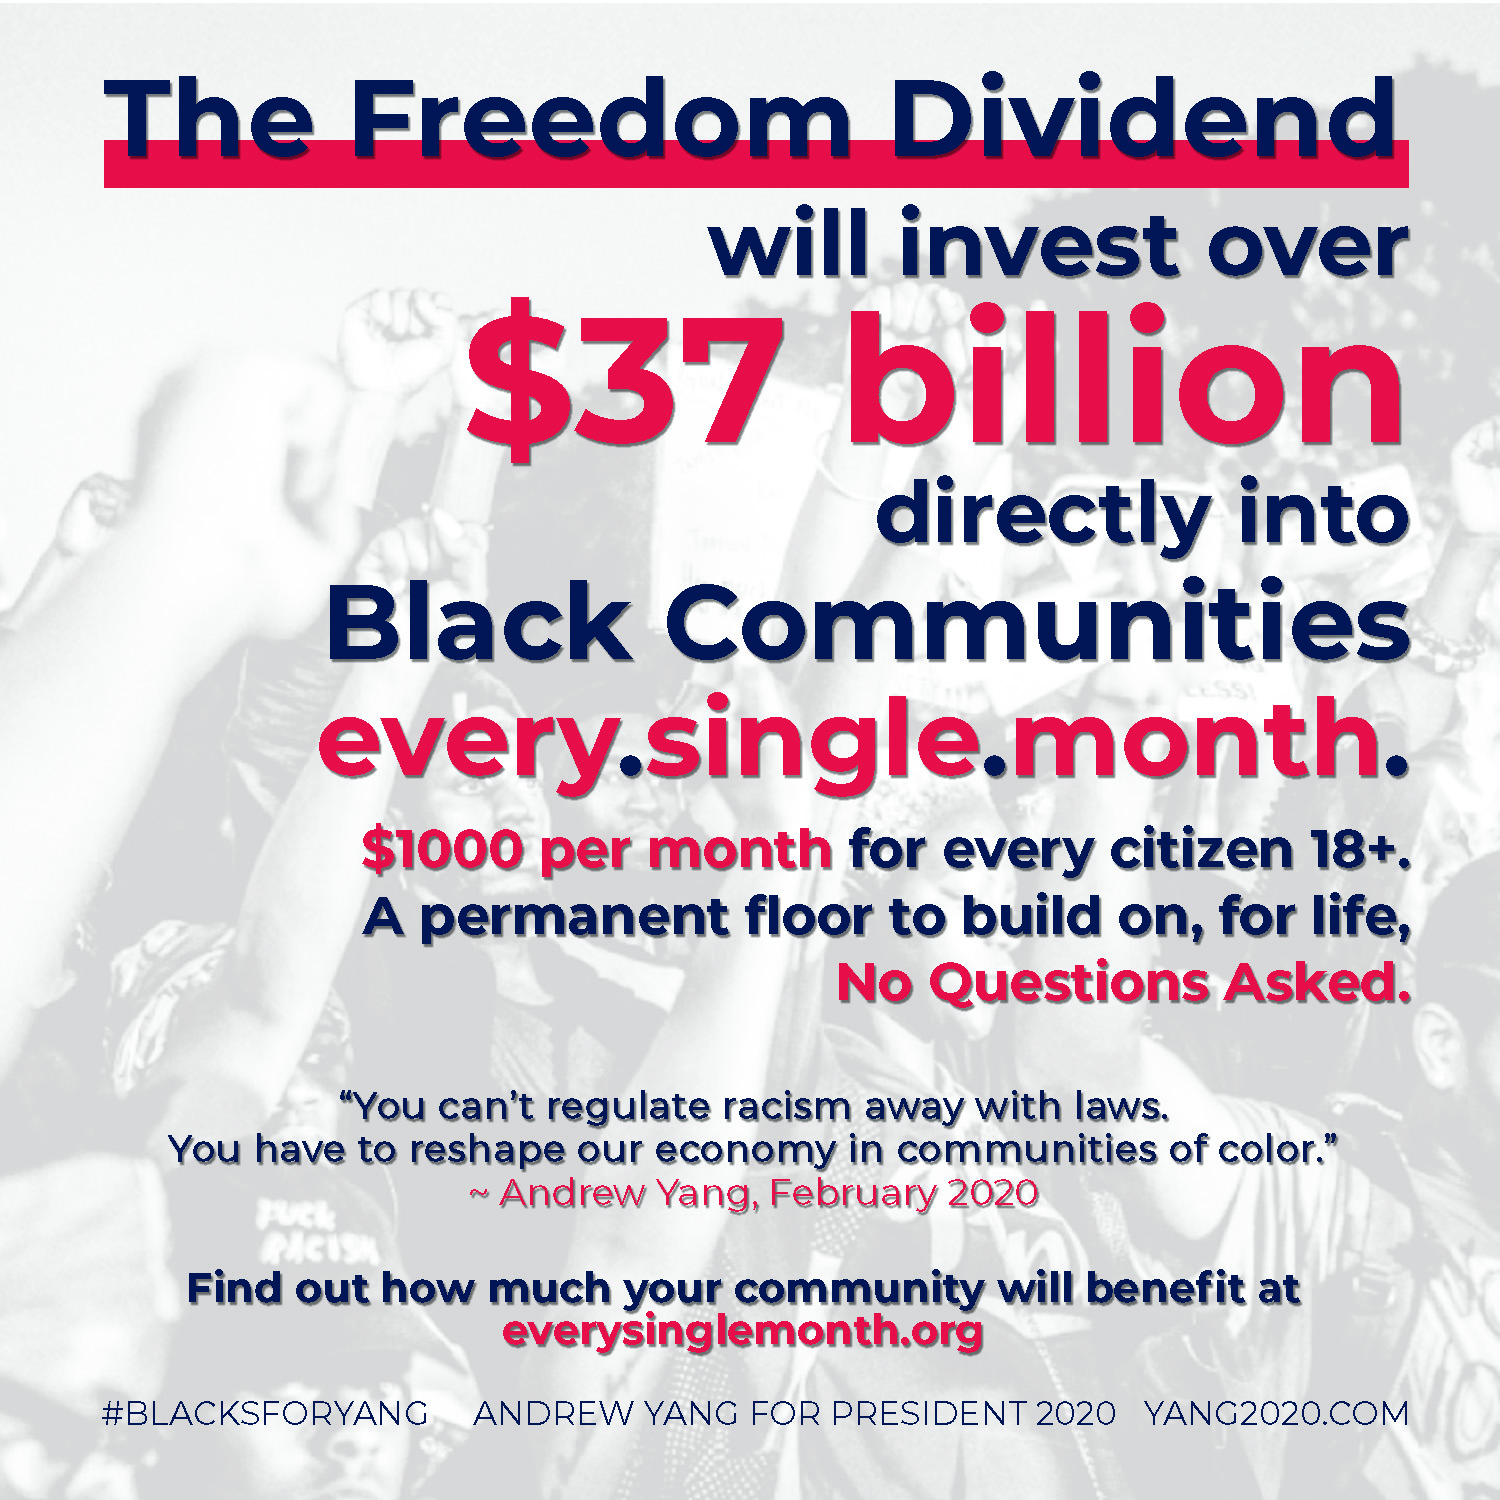 The Freedom Dividend
will invest over
$37 billion
directly into
Black Communities
every.single.month.
$1000 per month for every citizen 18+.
A permanent floor to build on, for life,
No Questions Asked.
“You can’t regulate racism away with laws.
You have to reshape our economy in communities of color.”
~ Andrew Yang, February 2020
FUCK
RACISM
Find out how much your community will benefit at
everysinglemonth.org
#BLACKSFORYANG ANDREW YANG FOR PRESIDENT 2020 YANG2020.COM